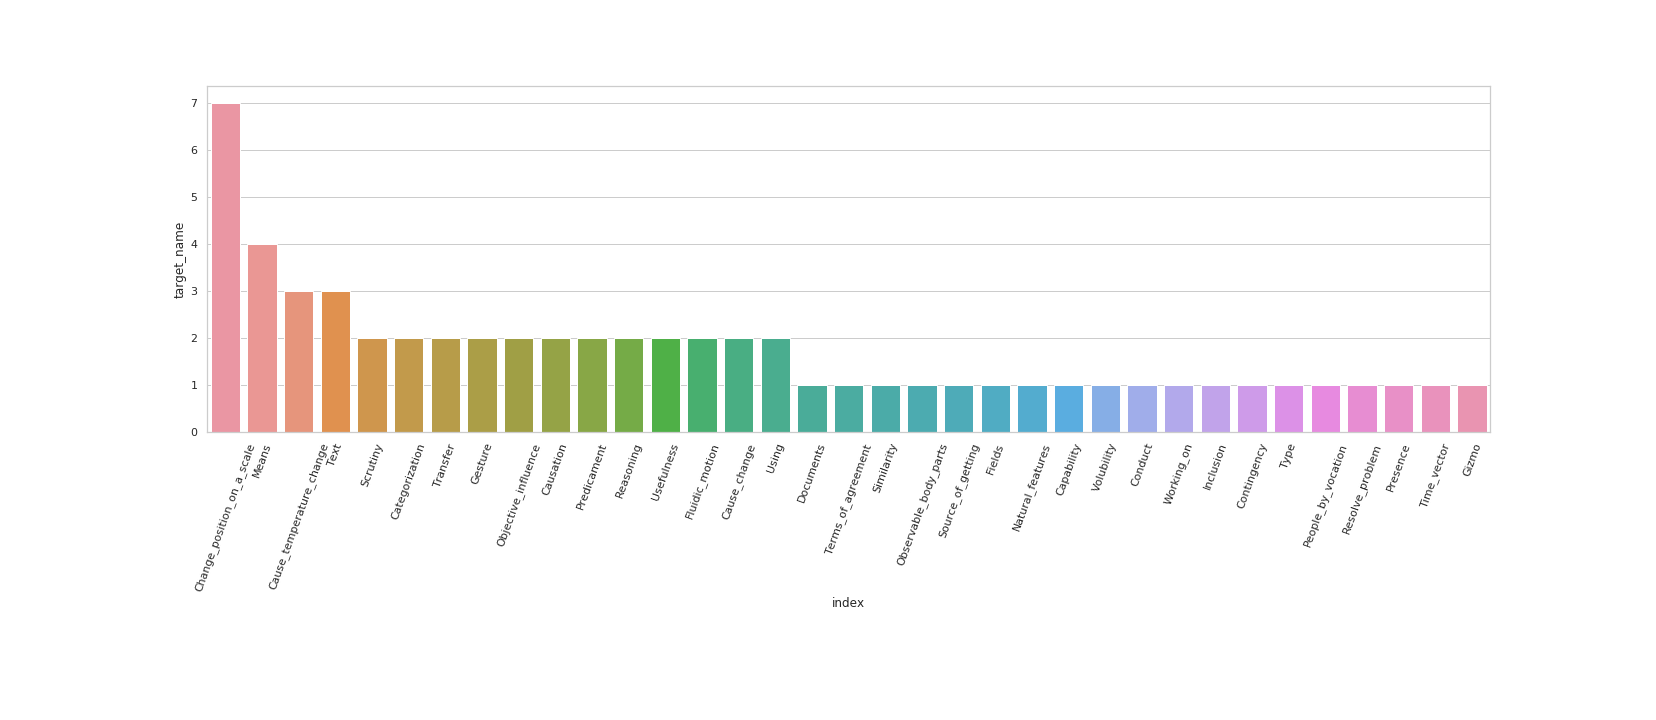 7
6
5
4
3
2
1
0
target_name
Change_position_on_a_scale
Means
Cause_temperature_change
Text
Scrutiny
Categorization
Transfer
Gesture
Objective_influence
Causation
Predicament
Reasoning
Usefulness
Fluidic_motion
Cause_change
Using
Documents
Terms_of_agreement
Similarity
Observable_body_parts
Source_of_getting
Fields
Natural_features
Capability
Volubility
Conduct
Working_on
Inclusion
Contingency
Type
People_by_vocation
Resolve_problem
Presence
Time_vector
Gizmo
index